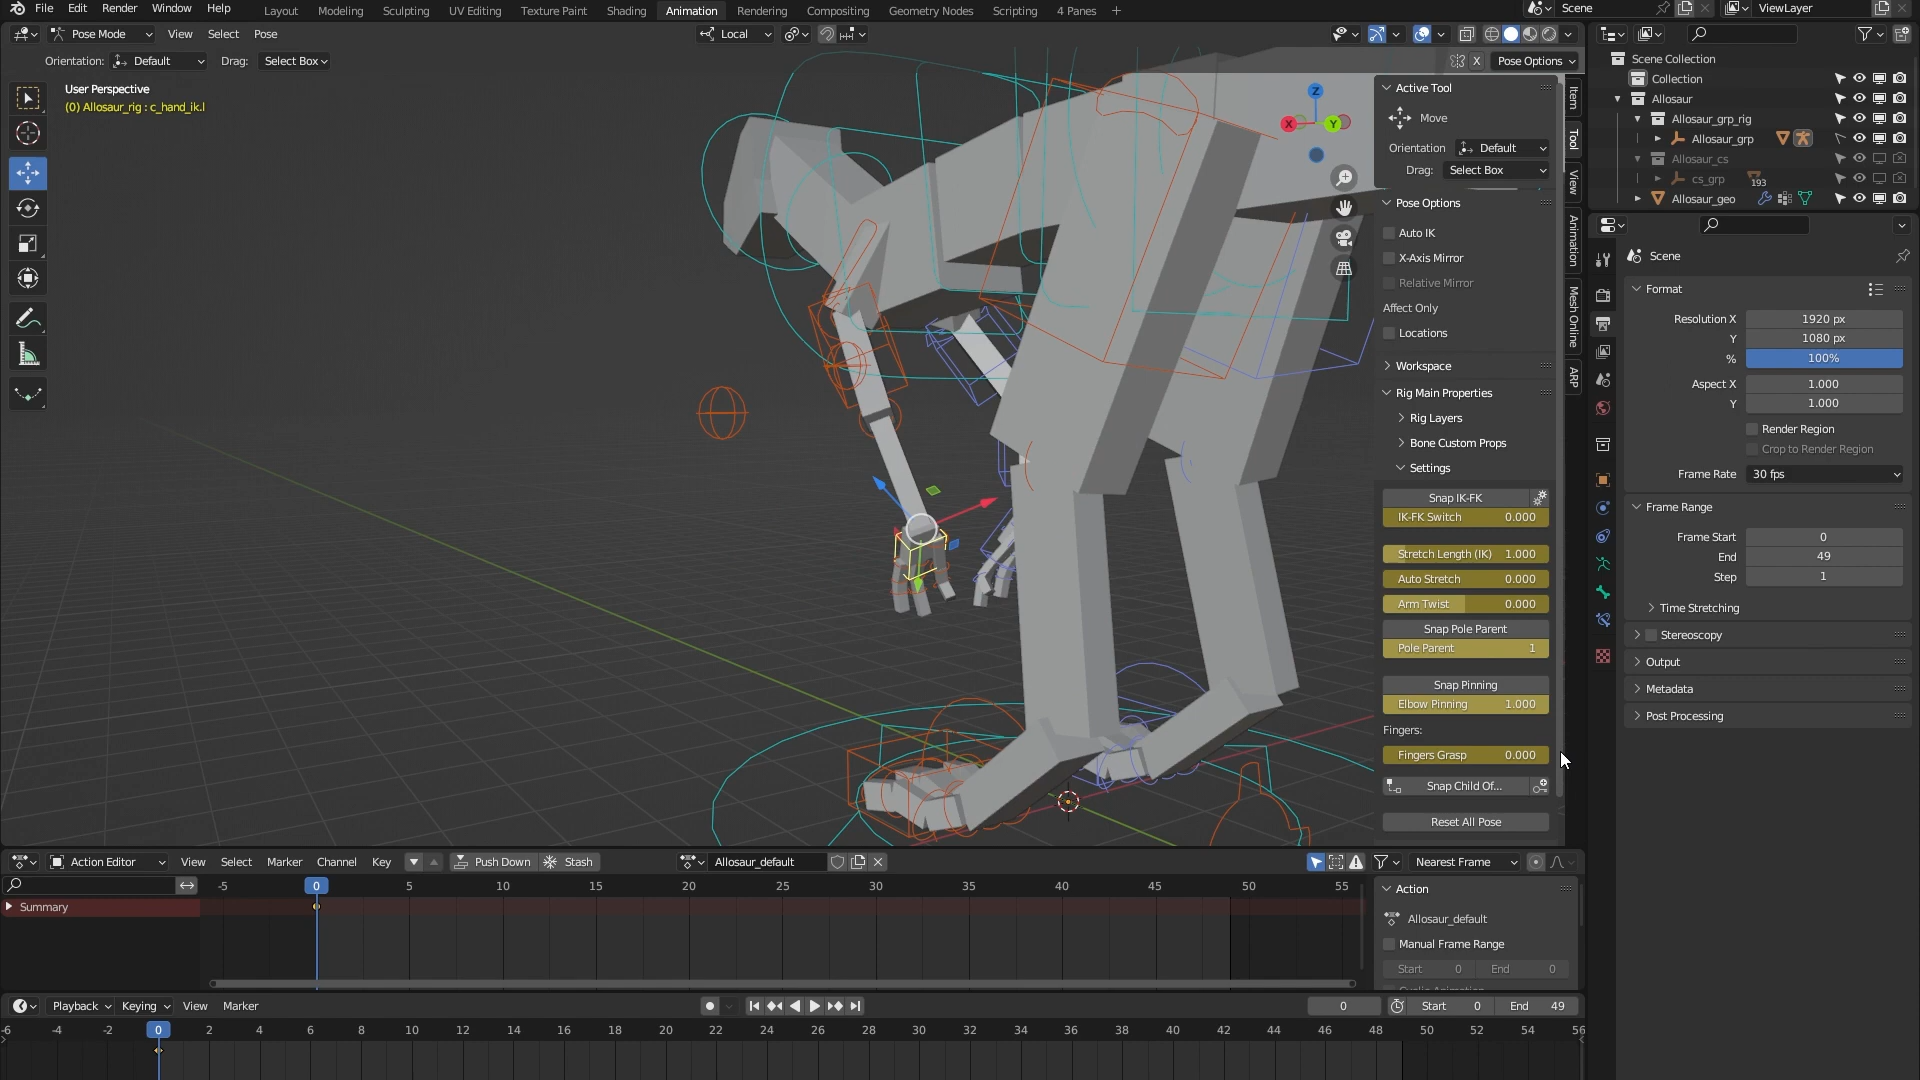 File Edit Render Window Help Layout Modeling Sculpting UV Editing Texture Paint Shading Animation Rendering Compositing Geometry Nodes Scripting 4 Panes + Scene ViewLayer
Pose Mode View Select Pose Local
Orientation: Default Drag: Select Box X Pose Options
User Perspective
(0) Allosaur_rig : c_hand_ik.l
Z
X
Y
Active Tool
Move
Orientation Default
Drag: Select Box
Pose Options
Auto IK
X-Axis Mirror
Relative Mirror
Affect Only
Locations
Workspace
Rig Main Properties
Rig Layers
Bone Custom Props
Settings
Snap IK-FK
IK-FK Switch 0.000
Stretch Length (IK) 1.000
Auto Stretch 0.000
Arm Twist 0.000
Snap Pole Parent
Pole Parent 1
Snap Pinning
Elbow Pinning 1.000
Fingers:
Fingers Grasp 0.000
Snap Child Of...
Reset All Pose
Item
Tool
View
Animation
Mesh Online
ARP
Scene Collection
Collection
Allosaur
Allosaur_grp_rig
Allosaur_grp
Allosaur_cs
cs_grp 193
Allosaur_geo
Scene
Format
Resolution X 1920 px
Y 1080 px
% 100%
Aspect X 1.000
Y 1.000
Render Region
Crop to Render Region
Frame Rate 30 fps
Frame Range
Frame Start 0
End 49
Step 1
Time Stretching
Stereoscopy
Output
Metadata
Post Processing
Action Editor View Select Marker Channel Key Push Down Stash Allosaur_default Nearest Frame
-5 0 5 10 15 20 25 30 35 40 45 50 55
Summary
Action
Allosaur_default
Manual Frame Range
Start 0 End 0
Playback Keying View Marker 0 Start 0 End 49
-6 -4 -2 0 2 4 6 8 10 12 14 16 18 20 22 24 26 28 30 32 34 36 38 40 42 44 46 48 50 52 54 56